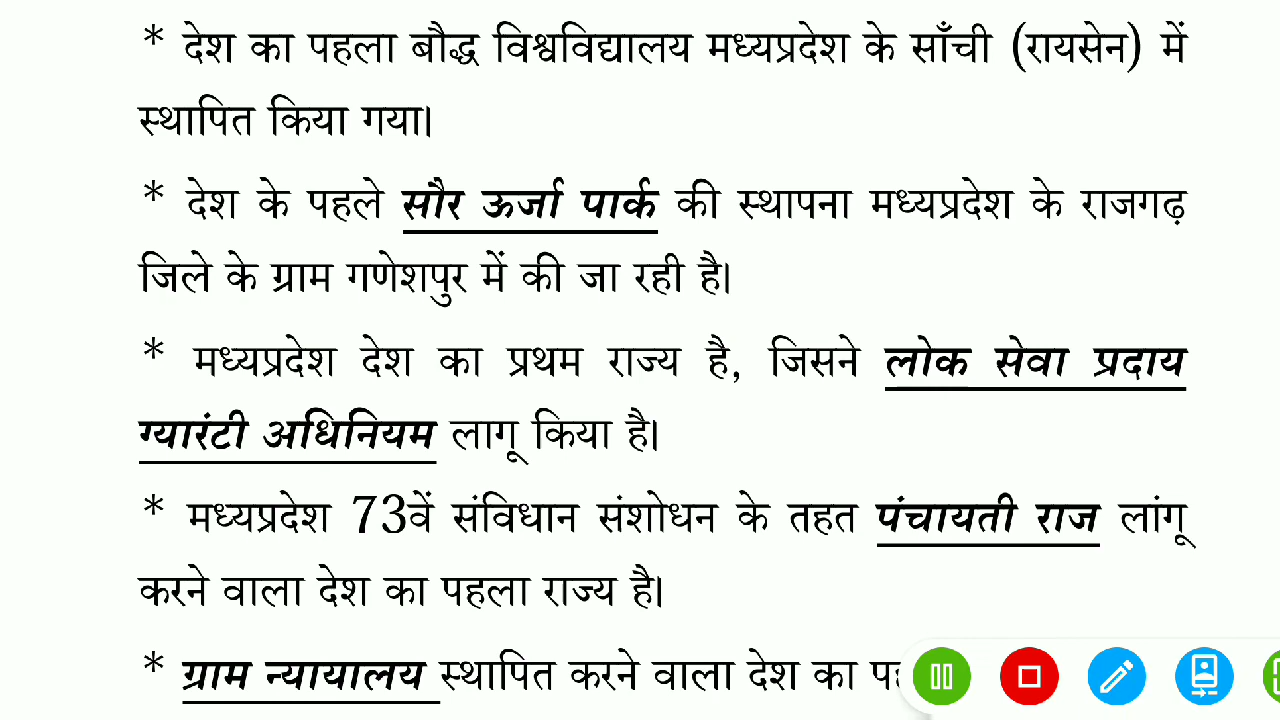 * देश का पहला बौद्ध विश्वविद्यालय मध्यप्रदेश के साँची (रायसेन) में
स्थापित किया गया।
* देश के पहले सौर ऊर्जा पार्क की स्थापना मध्यप्रदेश के राजगढ़
जिले के ग्राम गणेशपुर में की जा रही है।
* मध्यप्रदेश देश का प्रथम राज्य है, जिसने लोक सेवा प्रदाय
ग्यारंटी अधिनियम लागू किया है।
* मध्यप्रदेश 73वें संविधान संशोधन के तहत पंचायती राज लांगू
करने वाला देश का पहला राज्य है।
* ग्राम न्यायालय स्थापित करने वाला देश का